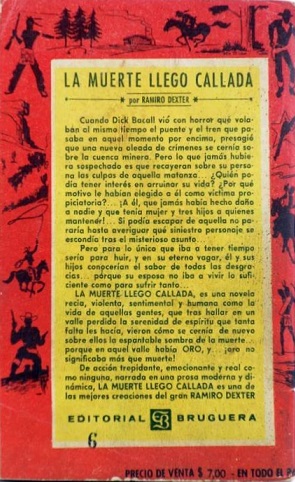 LA MUERTE LLEGO CALLADA
por RAMIRO DEXTER
Cuando Dick Bacall vió con horror qué vola-
ban al mismo tiempo el puente y el tren que pasa-
ba en aquel momento por encima, presagió
que una nueva oleada de crímenes se cernía so-
bre la cuenca minera. Pero lo que jamás hubie-
ra sospechado es que recayeran sobre su perso-
na las culpas de aquella matanza... ¿Quién po-
día tener interés en arruinar su vida? ¿Por qué
motivo le habían elegido a él como víctima pro-
piciatoria?... ¡A él, que jamás había hecho daño
a nadie y que tenía mujer y tres hijos a quienes
mantener!... Si podía escapar de aquella no para-
ría hasta averiguar qué siniestro personaje se
escondía tras el misterioso asunto...
Pero para lo único que iba a tener tiempo
sería para huir, y en su eterno vagar, él y sus
hijos conocerían el sabor de todas las desgra-
cias... porque su esposa no iba a vivir lo sufi-
ciente como para sufrir tanto...
LA MUERTE LLEGO CALLADA, es una novela
recia, violenta, sentimental y humana como la
vida de aquellas gentes, que tras hallar en un
valle perdido la serenidad de espíritu que tanta
falta les hacía, vieron cómo se cernía de nuevo
sobre ellos la espantable sombra de la muerte...
porque en aquel valle había ORO, y... ¡oro no
significaba más que muerte!
De acción trepidante, emocionante y real co-
mo ninguna, narrada en una prosa moderna y di-
námica, LA MUERTE LLEGO CALLADA es una de
las mejores creaciones del gran RAMIRO DEXTER
EDITORIAL B BRUGUERA
6
PRECIO DE VENTA $ 7,00 - EN TODO EL PA